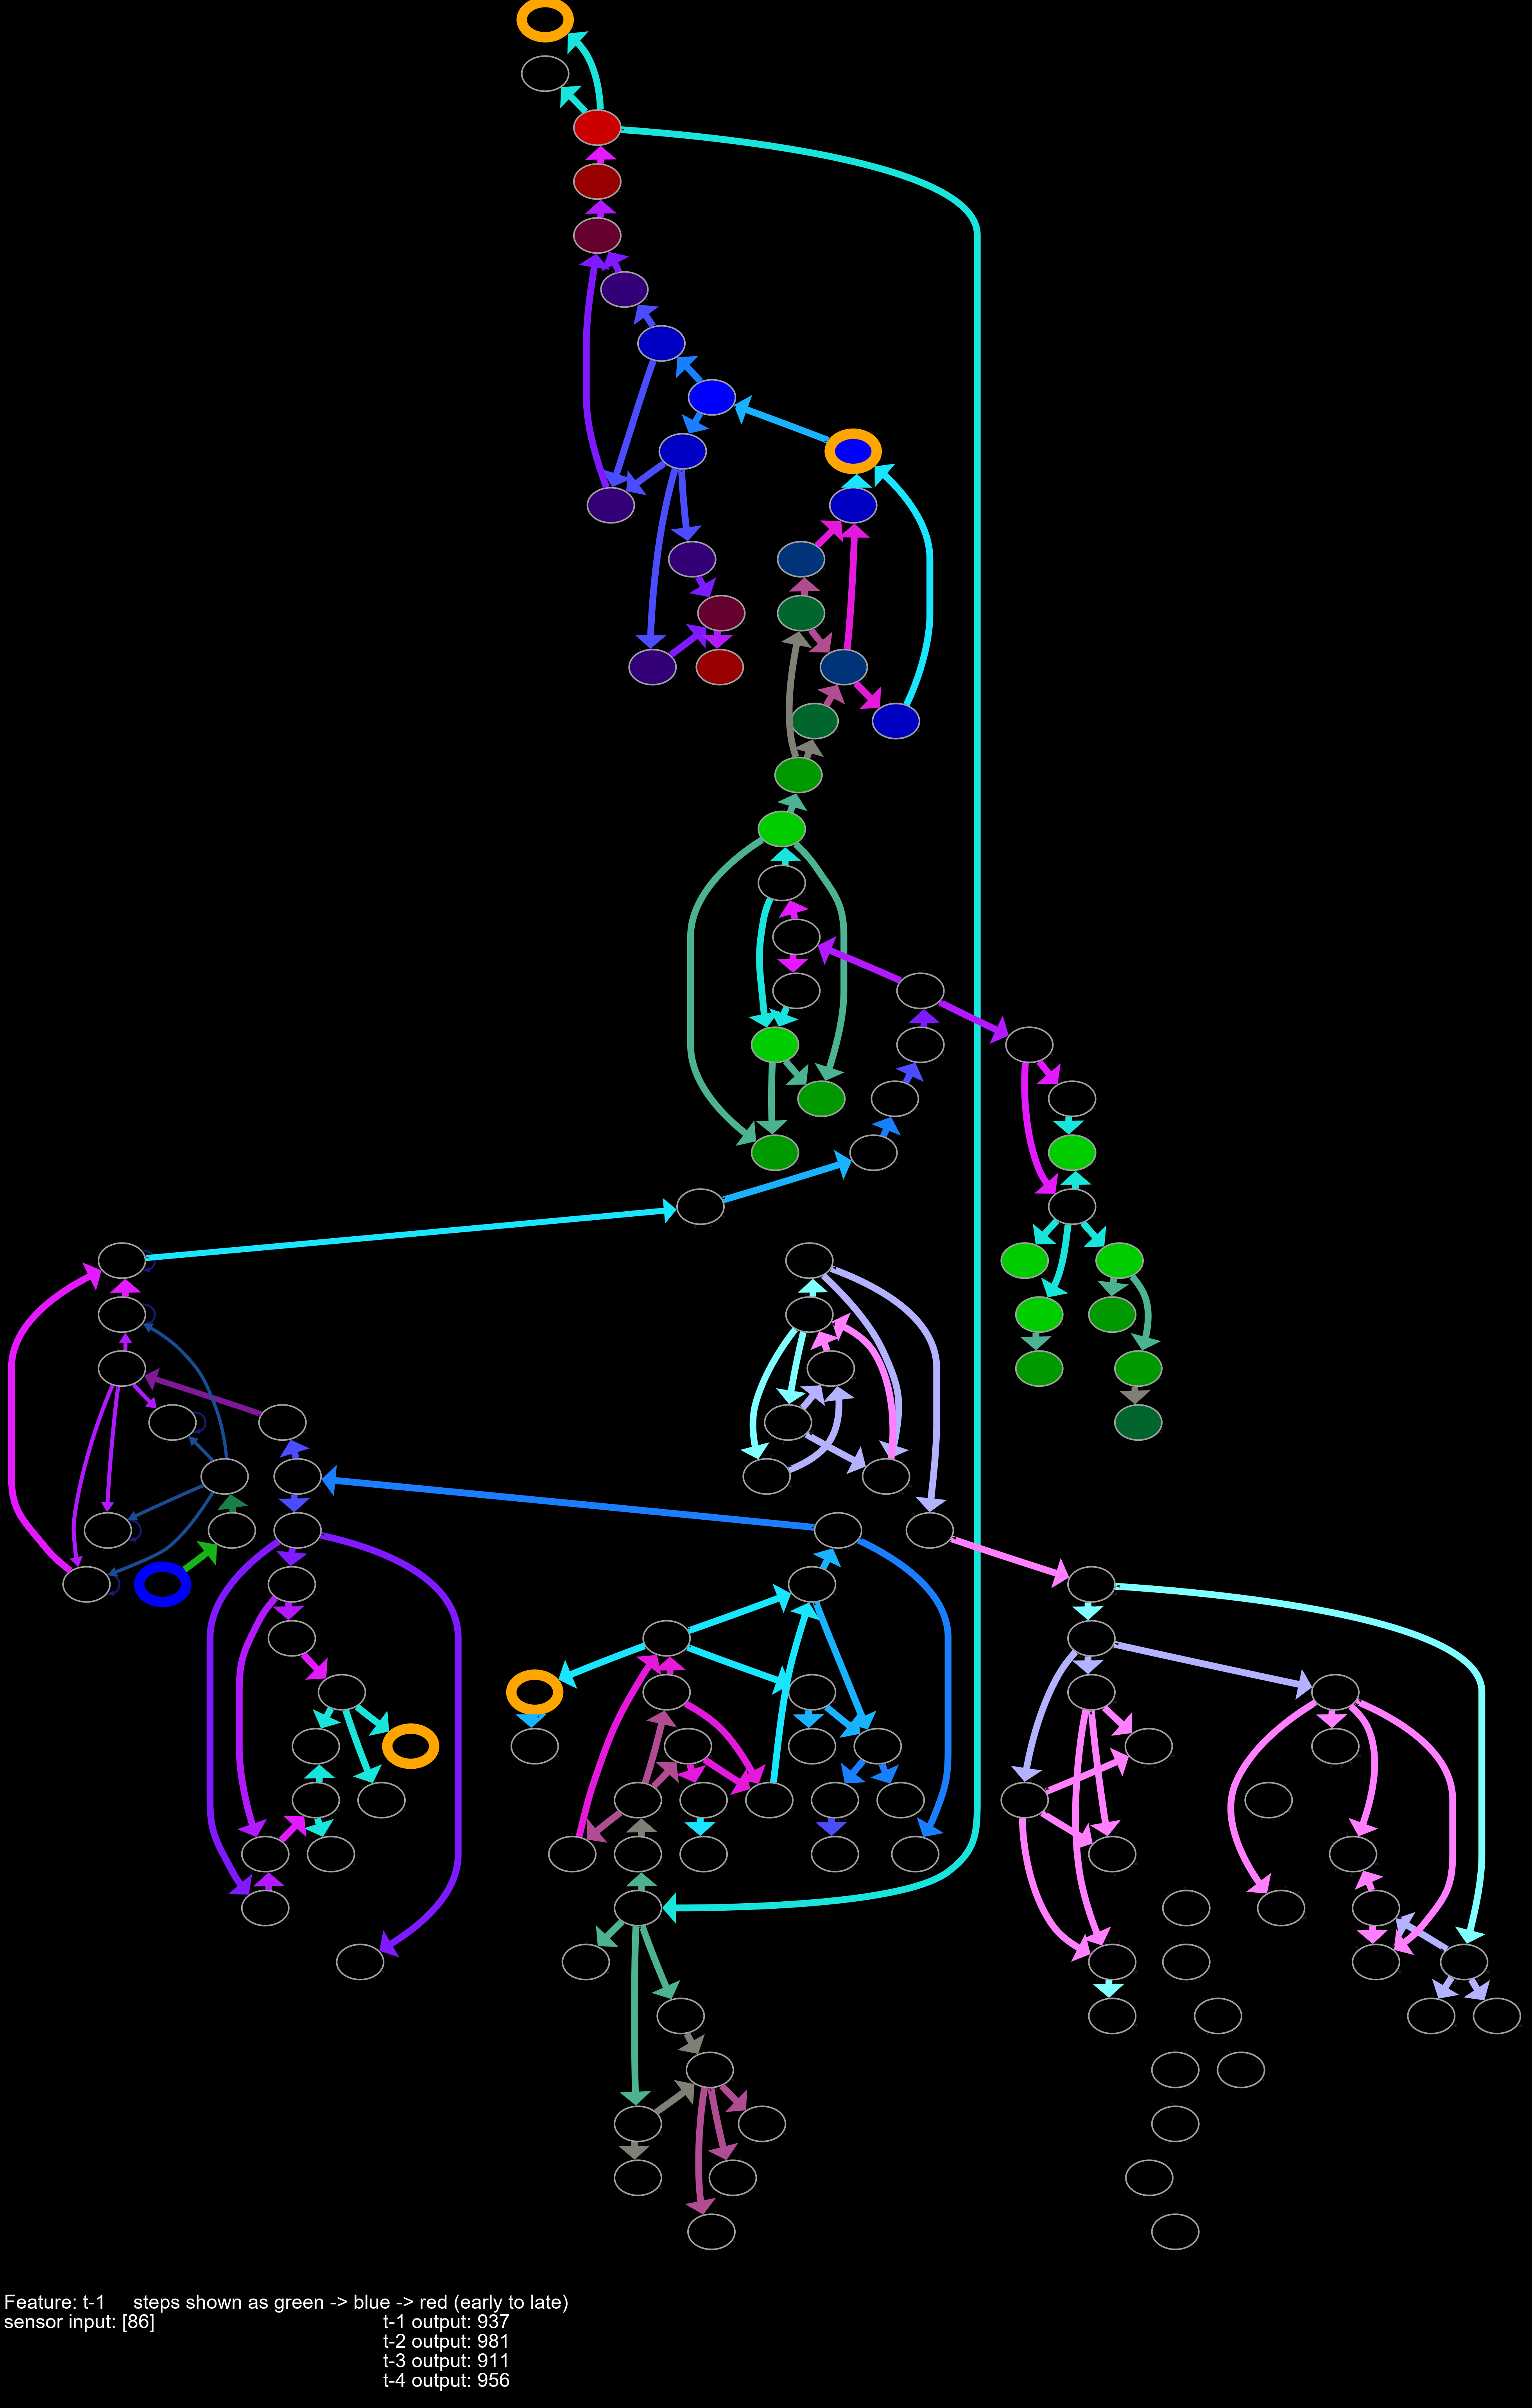 Feature: t-1 steps shown as green -> blue -> red (early to late)
sensor input: [86] t-1 output: 937
t-2 output: 981
t-3 output: 911
t-4 output: 956